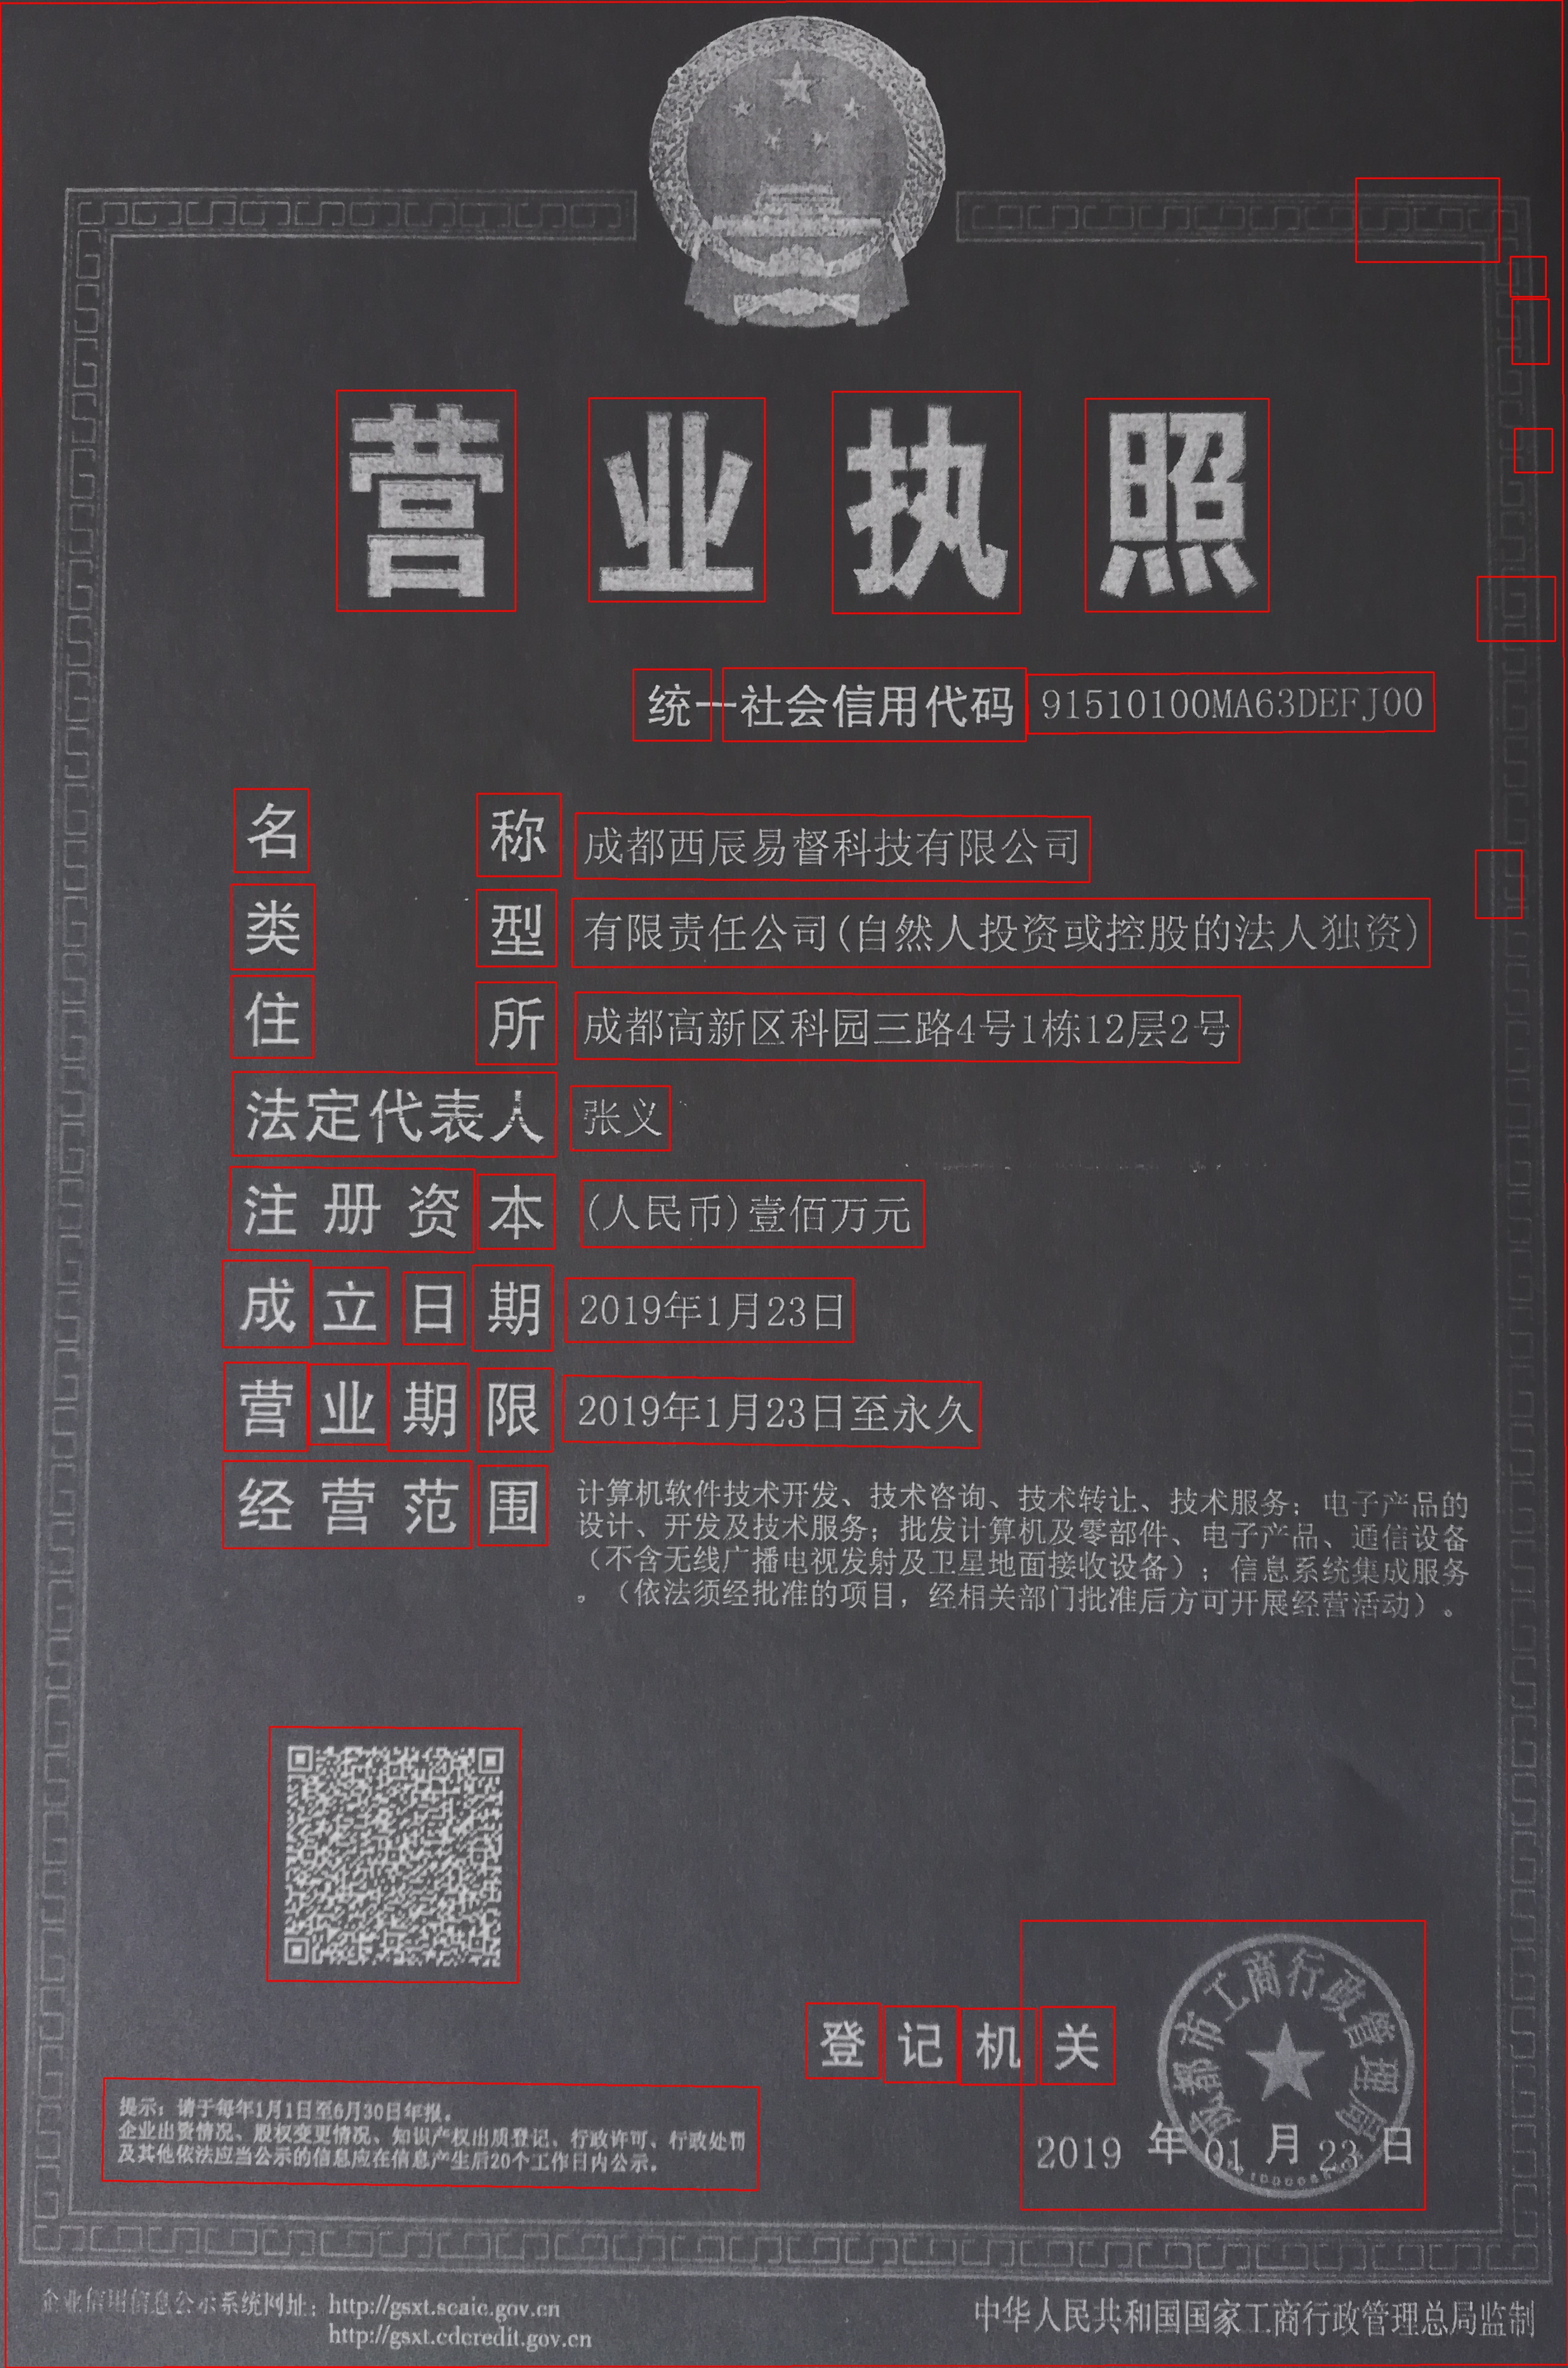 营业执照
统一社会信用代码 91510100MA63DEFJ00
名称 成都西辰易督科技有限公司
类型 有限责任公司(自然人投资或控股的法人独资)
住所 成都高新区科园三路4号1栋12层2号
法定代表人 张义
注册资本 (人民币)壹佰万元
成立日期 2019年1月23日
营业期限 2019年1月23日至永久
经营范围 计算机软件技术开发、技术咨询、技术转让、技术服务；电子产品的
设计、开发及技术服务；批发计算机及零部件、电子产品、通信设备
（不含无线广播电视发射及卫星地面接收设备）；信息系统集成服务
。（依法须经批准的项目，经相关部门批准后方可开展经营活动）。
成都市工商行政管理局
登记机关
2019 年 01 月 23 日
提示：请于每年1月1日至6月30日年报。
企业出资情况、股权变更情况、知识产权出质登记、行政许可、行政处罚
及其他依法应当公示的信息应在信息产生后20个工作日内公示。
企业信用信息公示系统网址：http://gsxt.scaic.gov.cn
http://gsxt.cdcredit.gov.cn
中华人民共和国国家工商行政管理总局监制